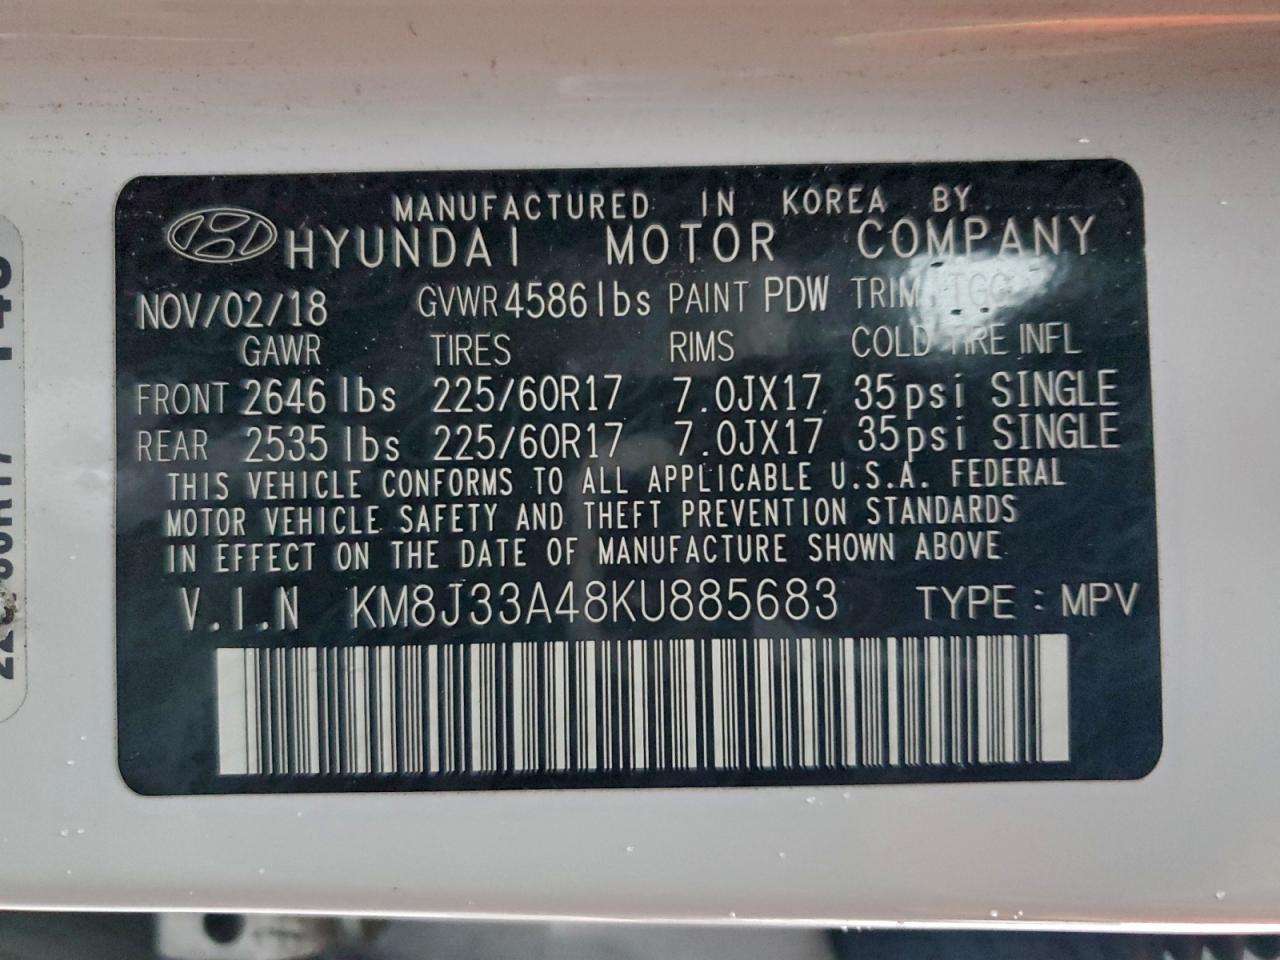 MANUFACTURED IN KOREA BY
HYUNDAI MOTOR COMPANY
NOV/02/18 GVWR 4586 lbs PAINT PDW TRIM
GAWR TIRES RIMS COLD TIRE INFL
FRONT 2646 lbs 225/60R17 7.0JX17 35psi SINGLE
REAR 2535 lbs 225/60R17 7.0JX17 35psi SINGLE
THIS VEHICLE CONFORMS TO ALL APPLICABLE U.S.A. FEDERAL
MOTOR VEHICLE SAFETY AND THEFT PREVENTION STANDARDS
IN EFFECT ON THE DATE OF MANUFACTURE SHOWN ABOVE
V.I.N KM8J33A48KU885683 TYPE : MPV